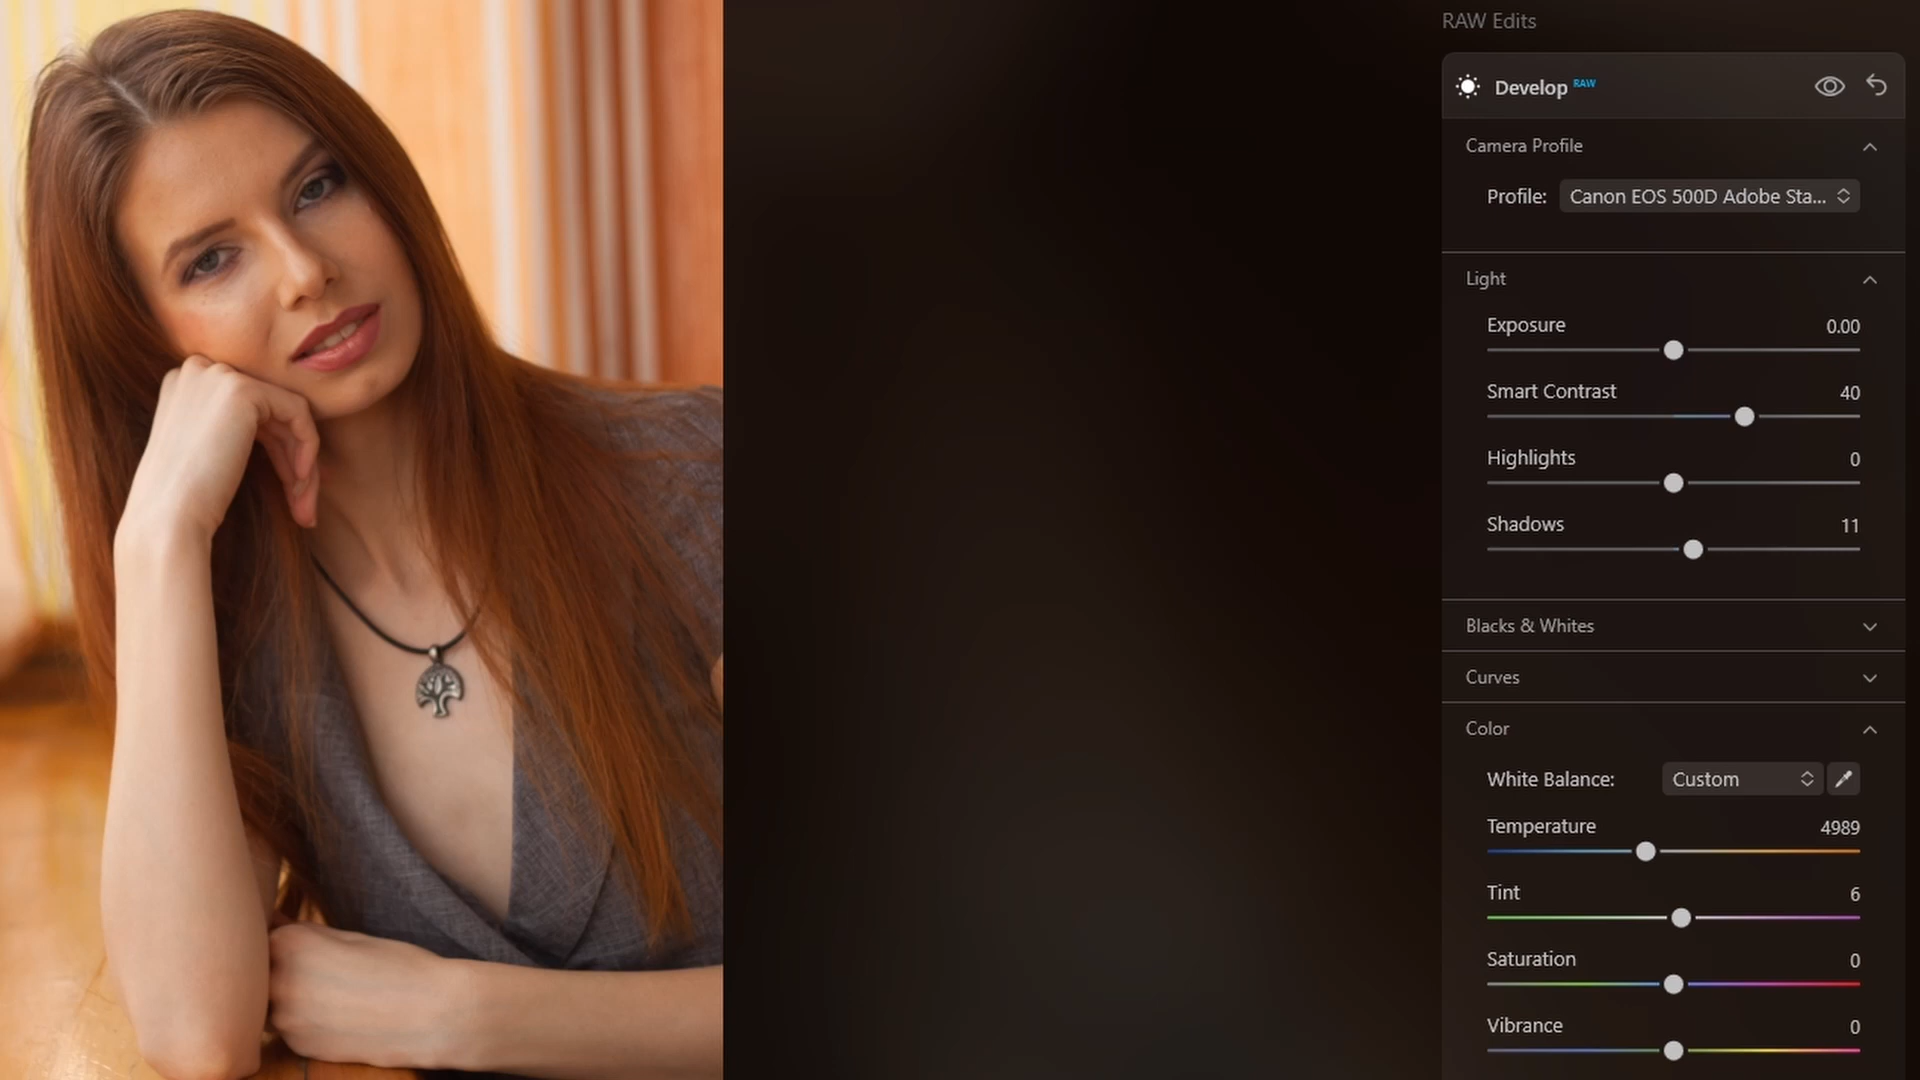 RAW Edits
Develop RAW
Camera Profile
Profile: Canon EOS 500D Adobe Sta...
Light
Exposure 0.00
Smart Contrast 40
Highlights 0
Shadows 11
Blacks & Whites
Curves
Color
White Balance: Custom
Temperature 4989
Tint 6
Saturation 0
Vibrance 0